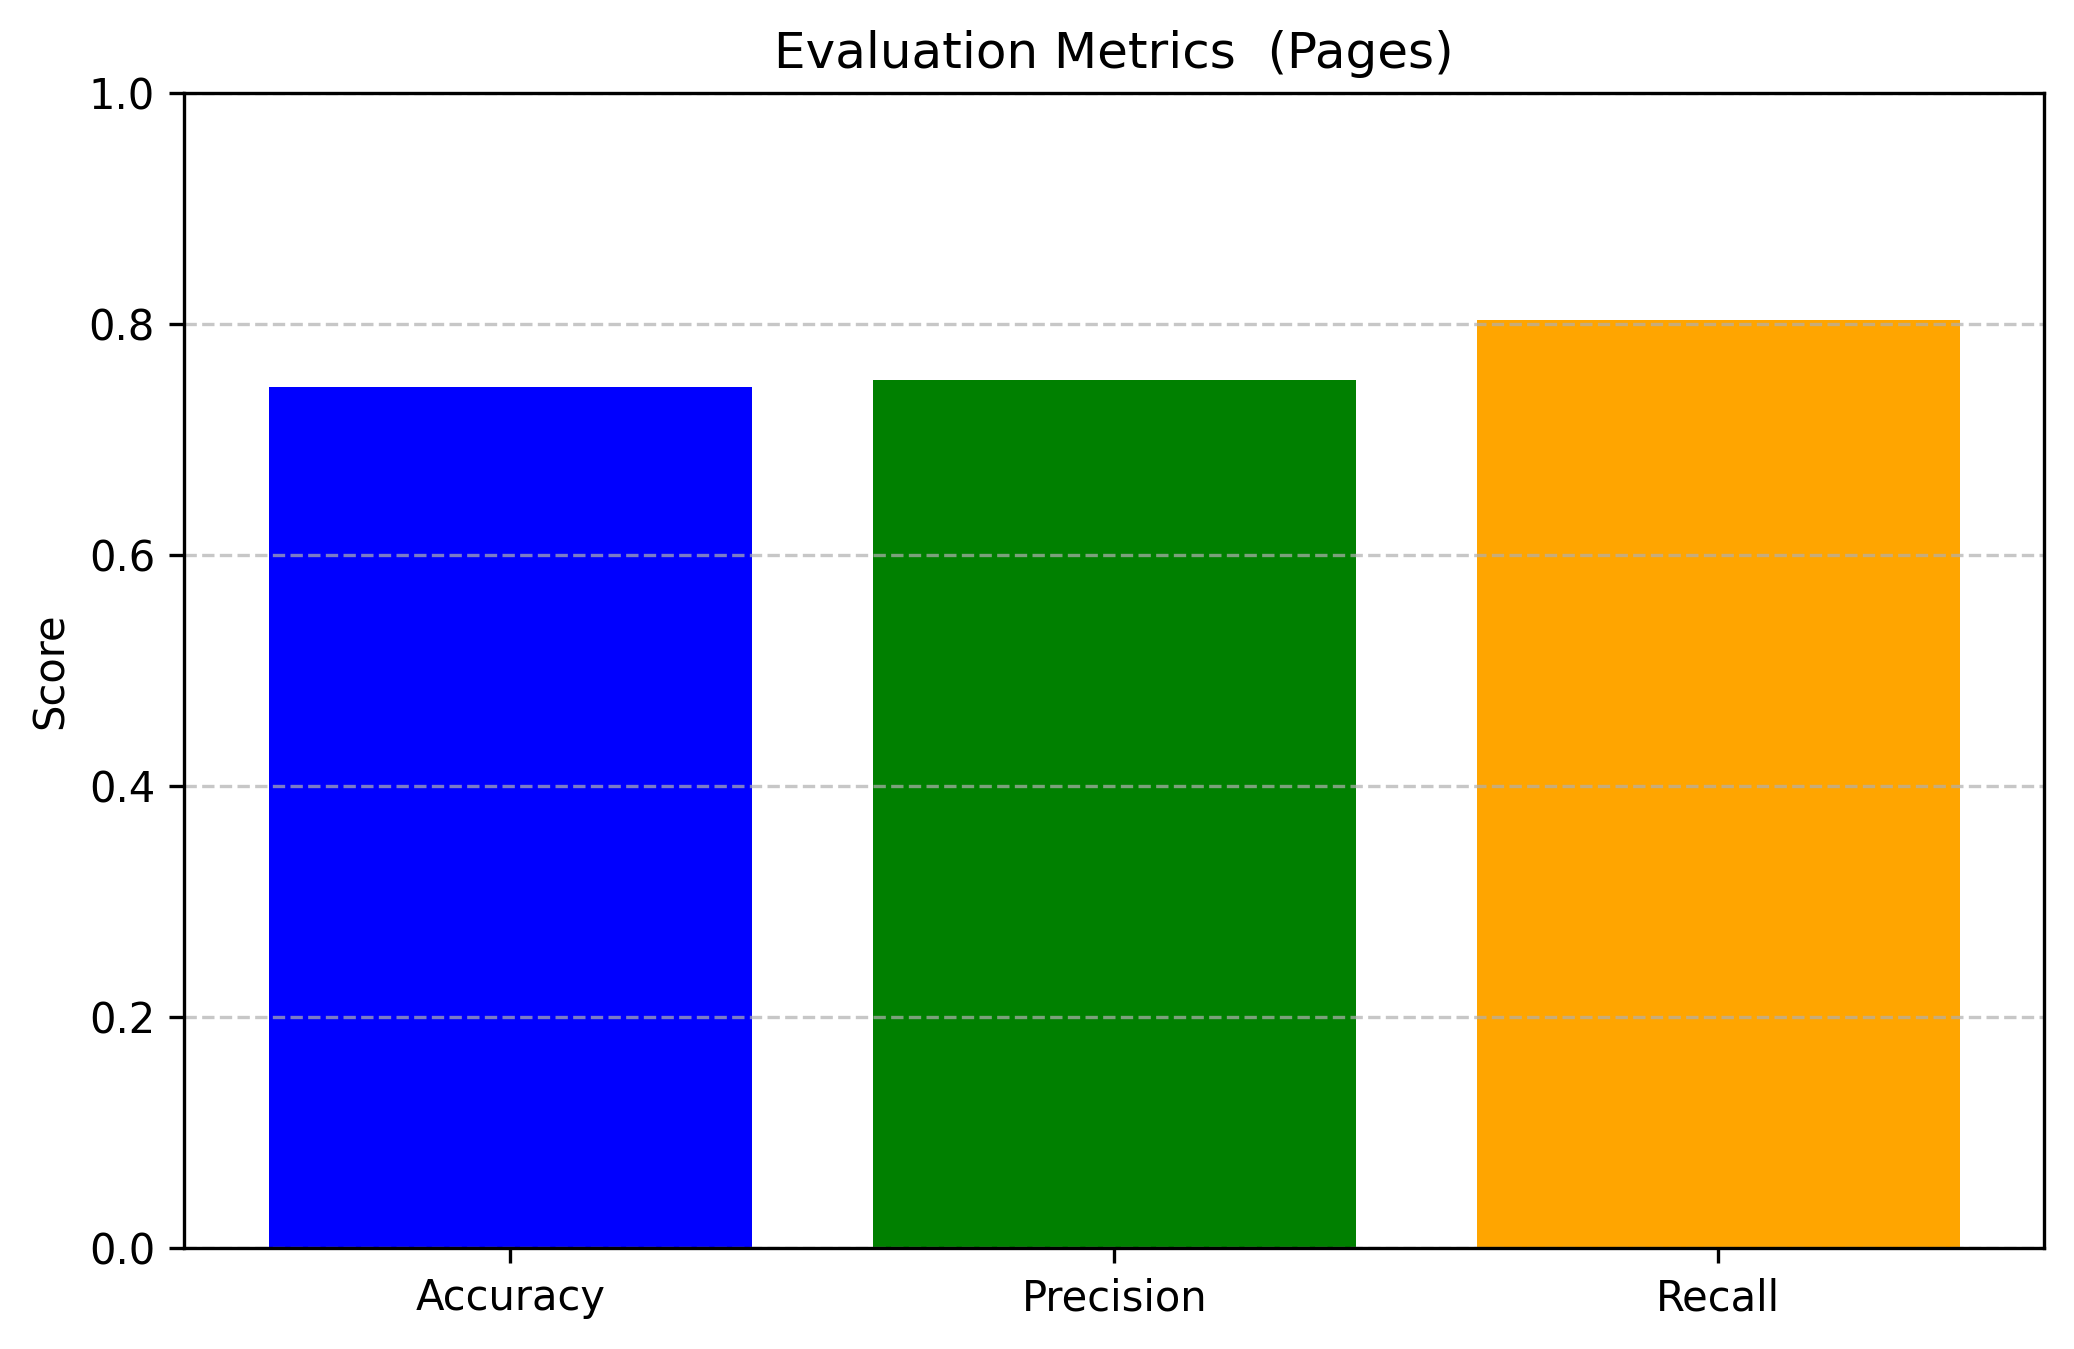 Evaluation Metrics  (Pages)
1.0
0.8
0.6
0.4
0.2
0.0
Score
Accuracy
Precision
Recall